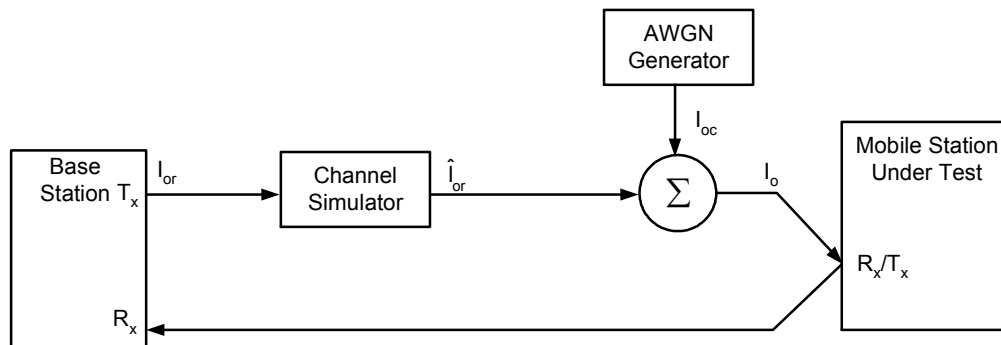 AWGN
Generator
I_oc
Base
Station T_x
I_or
Channel
Simulator
Î_or
Σ
I_o
Mobile Station
Under Test
R_x/T_x
R_x